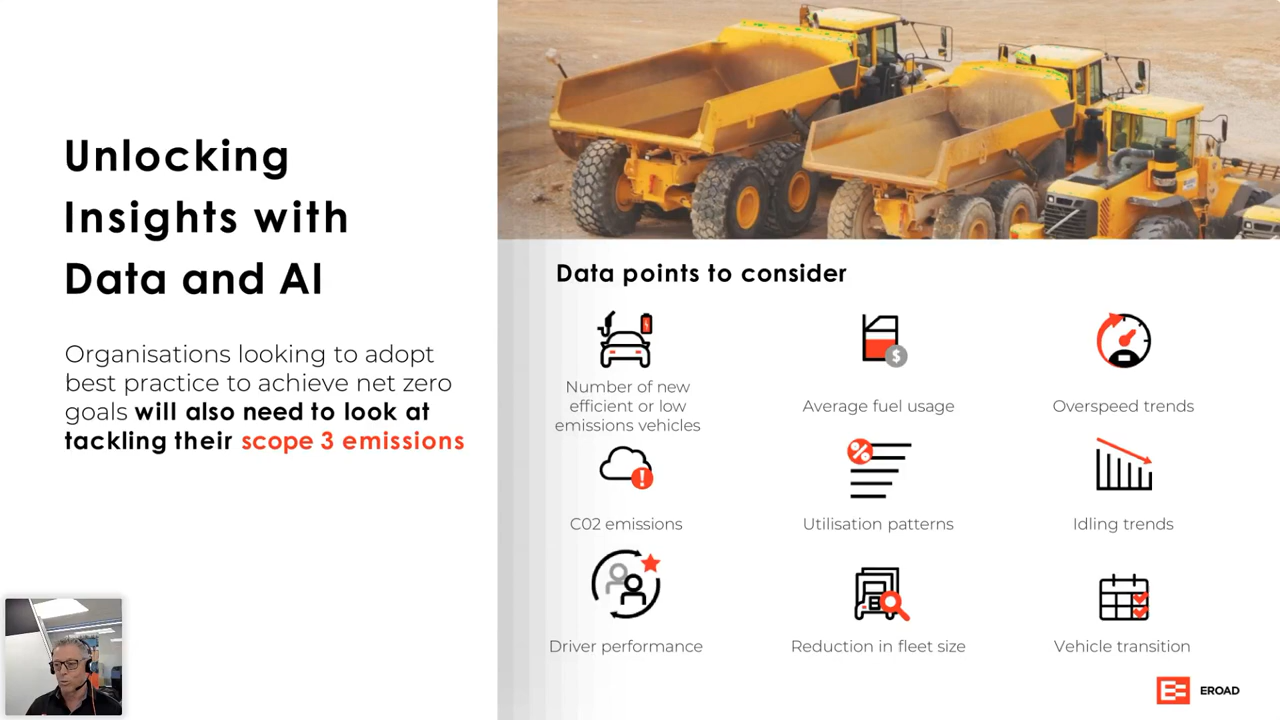 Unlocking
Insights with
Data and AI
Organisations looking to adopt
best practice to achieve net zero
goals will also need to look at
tackling their scope 3 emissions
Data points to consider
Number of new
efficient or low
emissions vehicles
Average fuel usage
Overspeed trends
C02 emissions
Utilisation patterns
Idling trends
Driver performance
Reduction in fleet size
Vehicle transition
EROAD